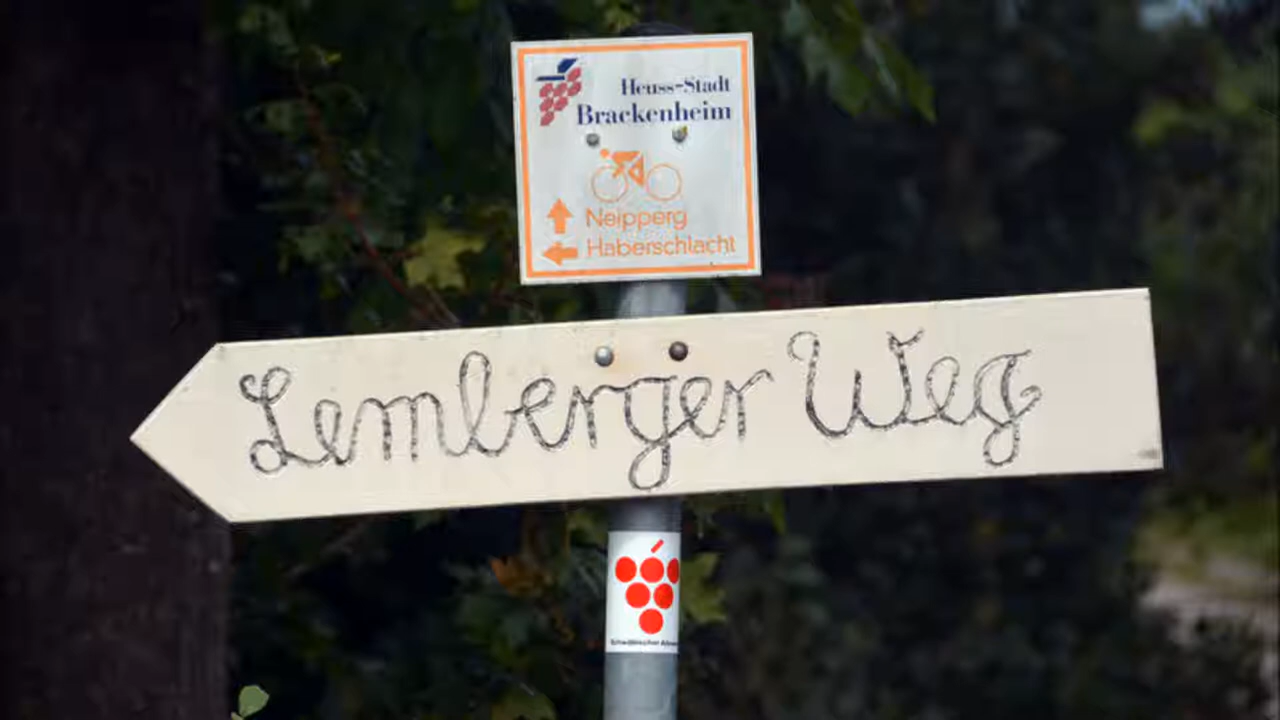 Heuss-Stadt
Brackenheim
Neipperg
Haberschlacht
Lemberger Weg